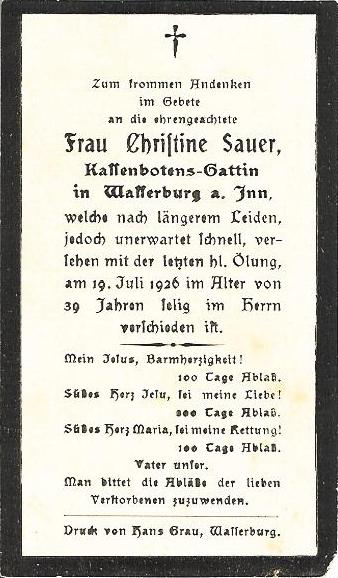 Zum frommen Andenken
im Gebete
an die ehrengeachtete
Frau Christine Sauer,
Kassenbotens-Gattin
in Wasserburg a. Inn,
welche nach längerem Leiden,
jedoch unerwartet schnell, ver-
sehen mit der letzten hl. Ölung,
am 19. Juli 1926 im Alter von
39 Jahren selig im Herrn
verschieden ist.
Mein Jesus, Barmherzigkeit!
100 Tage Ablaß.
Süßes Herz Jesu, sei meine Liebe!
300 Tage Ablaß.
Süßes Herz Maria, sei meine Rettung!
100 Tage Ablaß.
Vater unser.
Man bittet die Abläße der lieben
Verstorbenen zuzuwenden.
Druck von Hans Grau, Wasserburg.